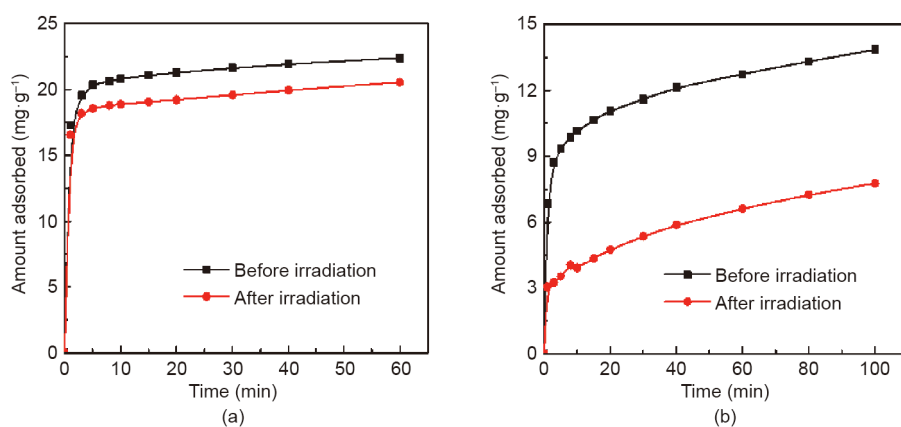 25
20
15
10
5
0
Amount adsorbed (mg·g⁻¹)
Before irradiation
After irradiation
0 10 20 30 40 50 60
Time (min)
(a)
15
12
9
6
3
0
Amount adsorbed (mg·g⁻¹)
Before irradiation
After irradiation
0 20 40 60 80 100
Time (min)
(b)